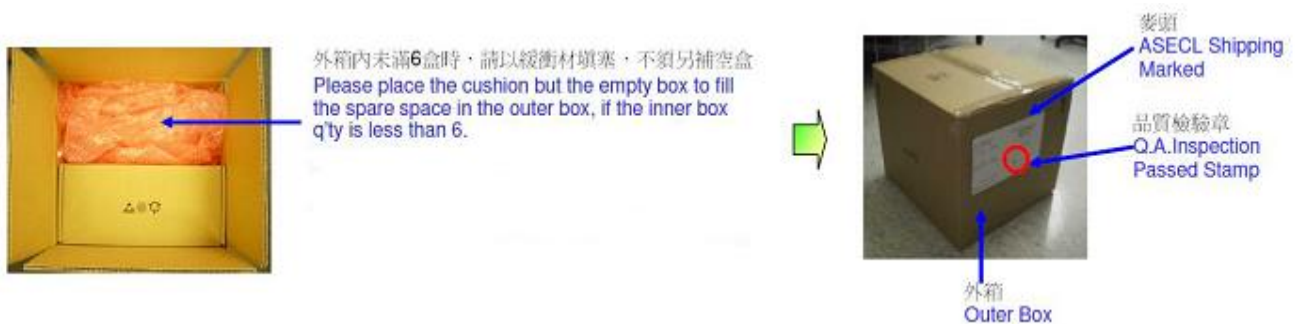 外箱內未滿6盒時，請以緩衝材填塞，不須另補空盒
Please place the cushion but the empty box to fill
the spare space in the outer box, if the inner box
q'ty is less than 6.
麥頭
ASECL Shipping
Marked
品質檢驗章
Q.A.Inspection
Passed Stamp
外箱
Outer Box